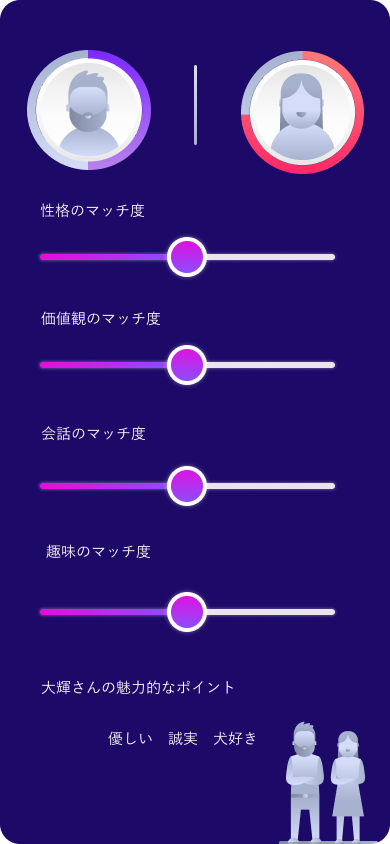 性格のマッチ度
価値観のマッチ度
会話のマッチ度
趣味のマッチ度
大輝さんの魅力的なポイント
優しい　誠実　犬好き